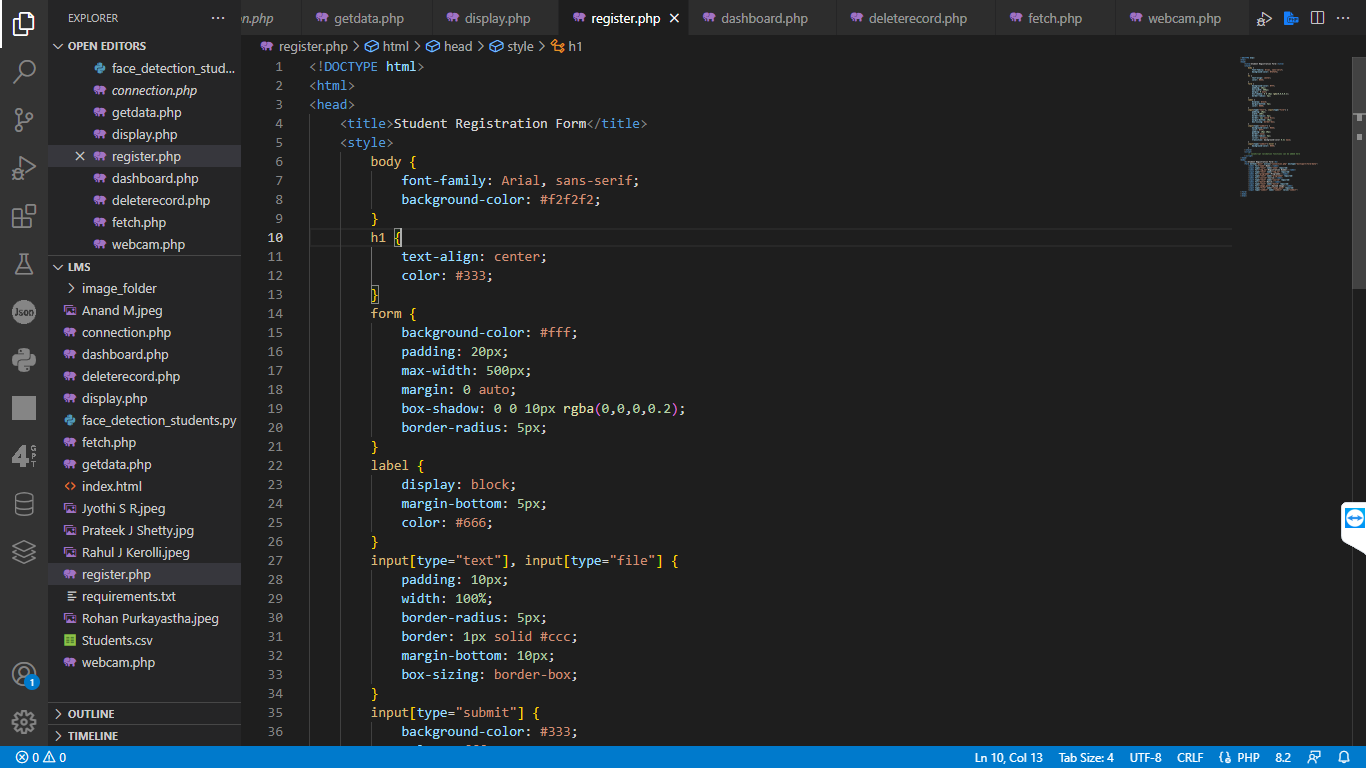 EXPLORER
···
on.php
getdata.php
display.php
register.php
dashboard.php
deleterecord.php
fetch.php
webcam.php
OPEN EDITORS
face_detection_stud...
connection.php
getdata.php
display.php
register.php
dashboard.php
deleterecord.php
fetch.php
webcam.php
LMS
image_folder
Anand M.jpeg
connection.php
dashboard.php
deleterecord.php
display.php
face_detection_students.py
fetch.php
getdata.php
index.html
Jyothi S R.jpeg
Prateek J Shetty.jpg
Rahul J Kerolli.jpeg
register.php
requirements.txt
Rohan Purkayastha.jpeg
Students.csv
webcam.php
OUTLINE
TIMELINE
Json
4 GPT
1
register.php > html > head > style > h1
1 <!DOCTYPE html>
2 <html>
3 <head>
4 <title>Student Registration Form</title>
5 <style>
6 body {
7 font-family: Arial, sans-serif;
8 background-color: #f2f2f2;
9 }
10 h1 {
11 text-align: center;
12 color: #333;
13 }
14 form {
15 background-color: #fff;
16 padding: 20px;
17 max-width: 500px;
18 margin: 0 auto;
19 box-shadow: 0 0 10px rgba(0,0,0,0.2);
20 border-radius: 5px;
21 }
22 label {
23 display: block;
24 margin-bottom: 5px;
25 color: #666;
26 }
27 input[type="text"], input[type="file"] {
28 padding: 10px;
29 width: 100%;
30 border-radius: 5px;
31 border: 1px solid #ccc;
32 margin-bottom: 10px;
33 box-sizing: border-box;
34 }
35 input[type="submit"] {
36 background-color: #333;
0 0
Ln 10, Col 13 Tab Size: 4 UTF-8 CRLF {} PHP 8.2